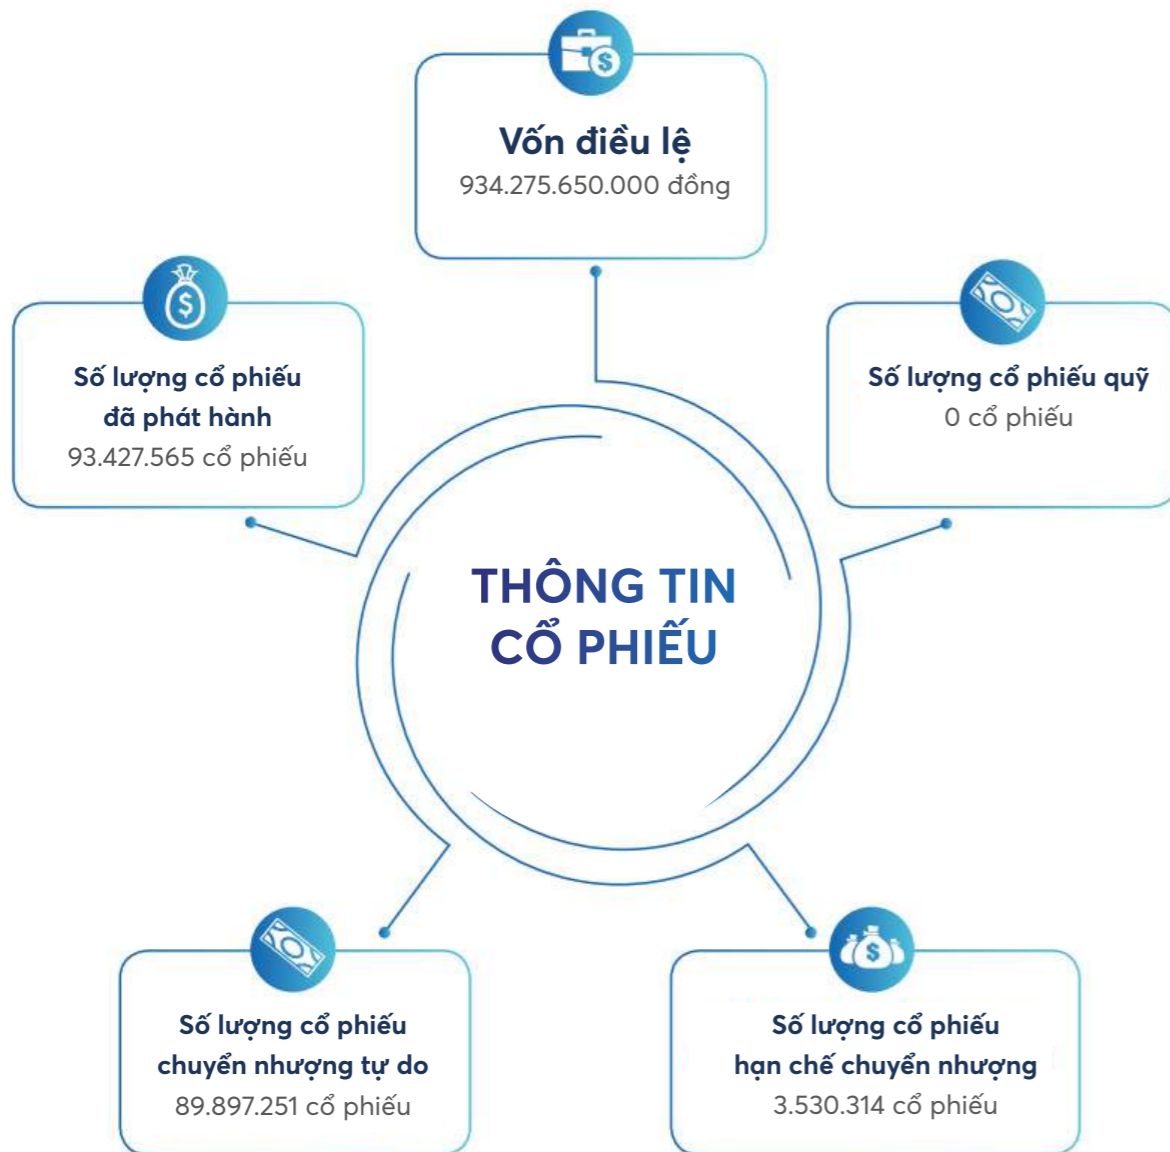 Vốn điều lệ
934.275.650.000 đồng
Số lượng cổ phiếu
đã phát hành
93.427.565 cổ phiếu
Số lượng cổ phiếu quỹ
0 cổ phiếu
THÔNG TIN
CỔ PHIẾU
Số lượng cổ phiếu
chuyển nhượng tự do
89.897.251 cổ phiếu
Số lượng cổ phiếu
hạn chế chuyển nhượng
3.530.314 cổ phiếu